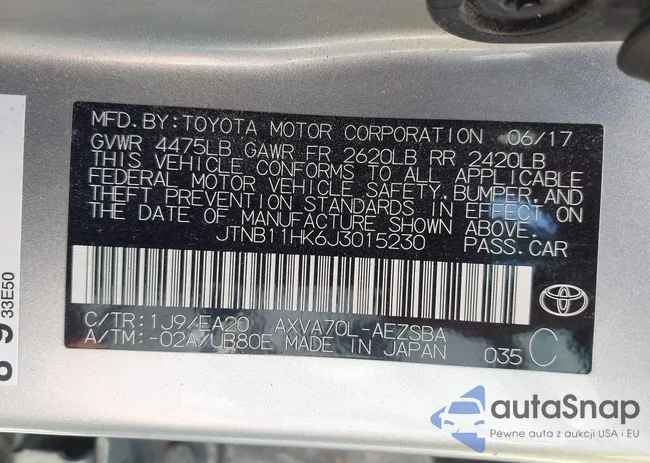 MFD.BY:TOYOTA MOTOR CORPORATION 06/17
GVWR 4475LB GAWR FR 2620LB RR 2420LB
THIS VEHICLE CONFORMS TO ALL APPLICABLE
FEDERAL MOTOR VEHICLE SAFETY,BUMPER,AND
THEFT PREVENTION STANDARDS IN EFFECT ON
THE DATE OF MANUFACTURE SHOWN ABOVE.
JTNB11HK6J3015230 PASS.CAR
C/TR:1J9/EA20 AXVA70L-AEZSBA
A/TM:-02A/UB80E MADE IN JAPAN 035 C
33E50
autaSnap
Pewne auta z aukcji USA i EU